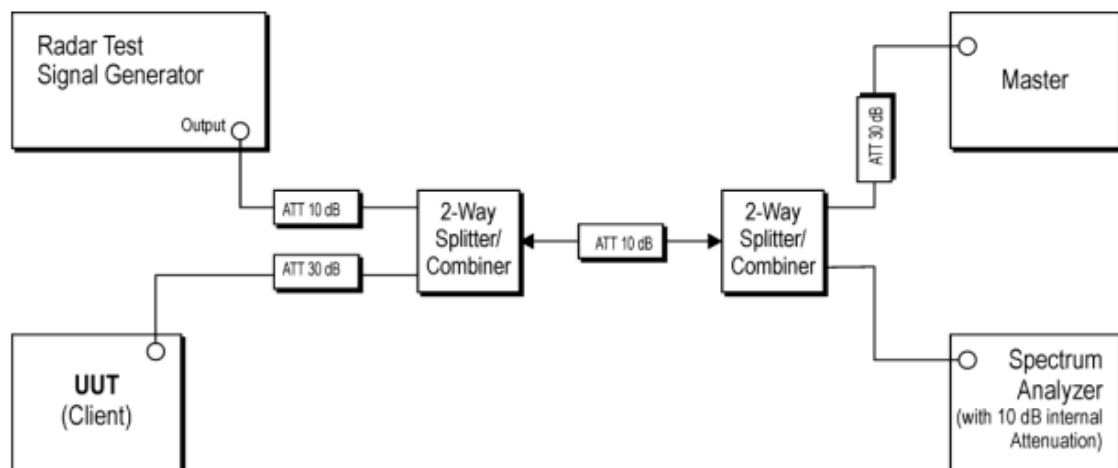 Radar Test
Signal Generator
Output
ATT 10 dB
ATT 30 dB
2-Way
Splitter/
Combiner
ATT 10 dB
2-Way
Splitter/
Combiner
ATT 30 dB
Master
UUT
(Client)
Spectrum
Analyzer
(with 10 dB internal
Attenuation)